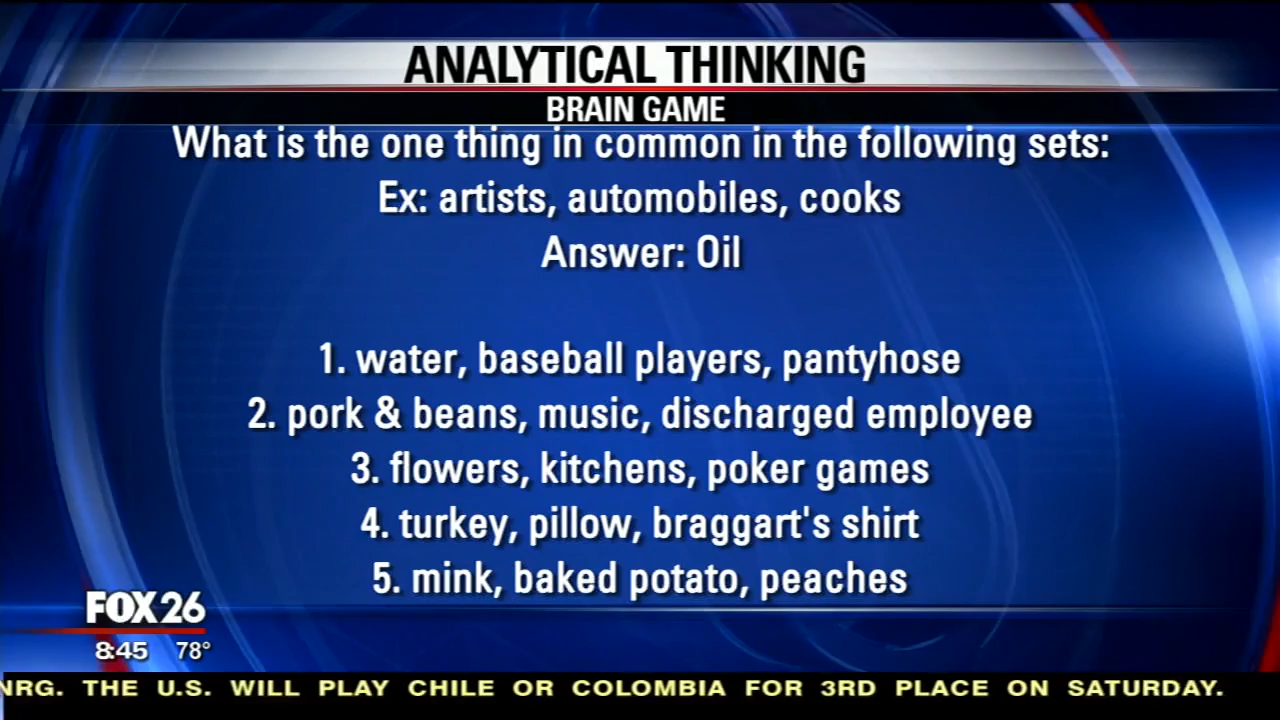 ANALYTICAL THINKING
BRAIN GAME
What is the one thing in common in the following sets:
Ex: artists, automobiles, cooks
Answer: Oil
1. water, baseball players, pantyhose
2. pork & beans, music, discharged employee
3. flowers, kitchens, poker games
4. turkey, pillow, braggart's shirt
5. mink, baked potato, peaches
FOX 26
8:45 78°
NRG. THE U.S. WILL PLAY CHILE OR COLOMBIA FOR 3RD PLACE ON SATURDAY.